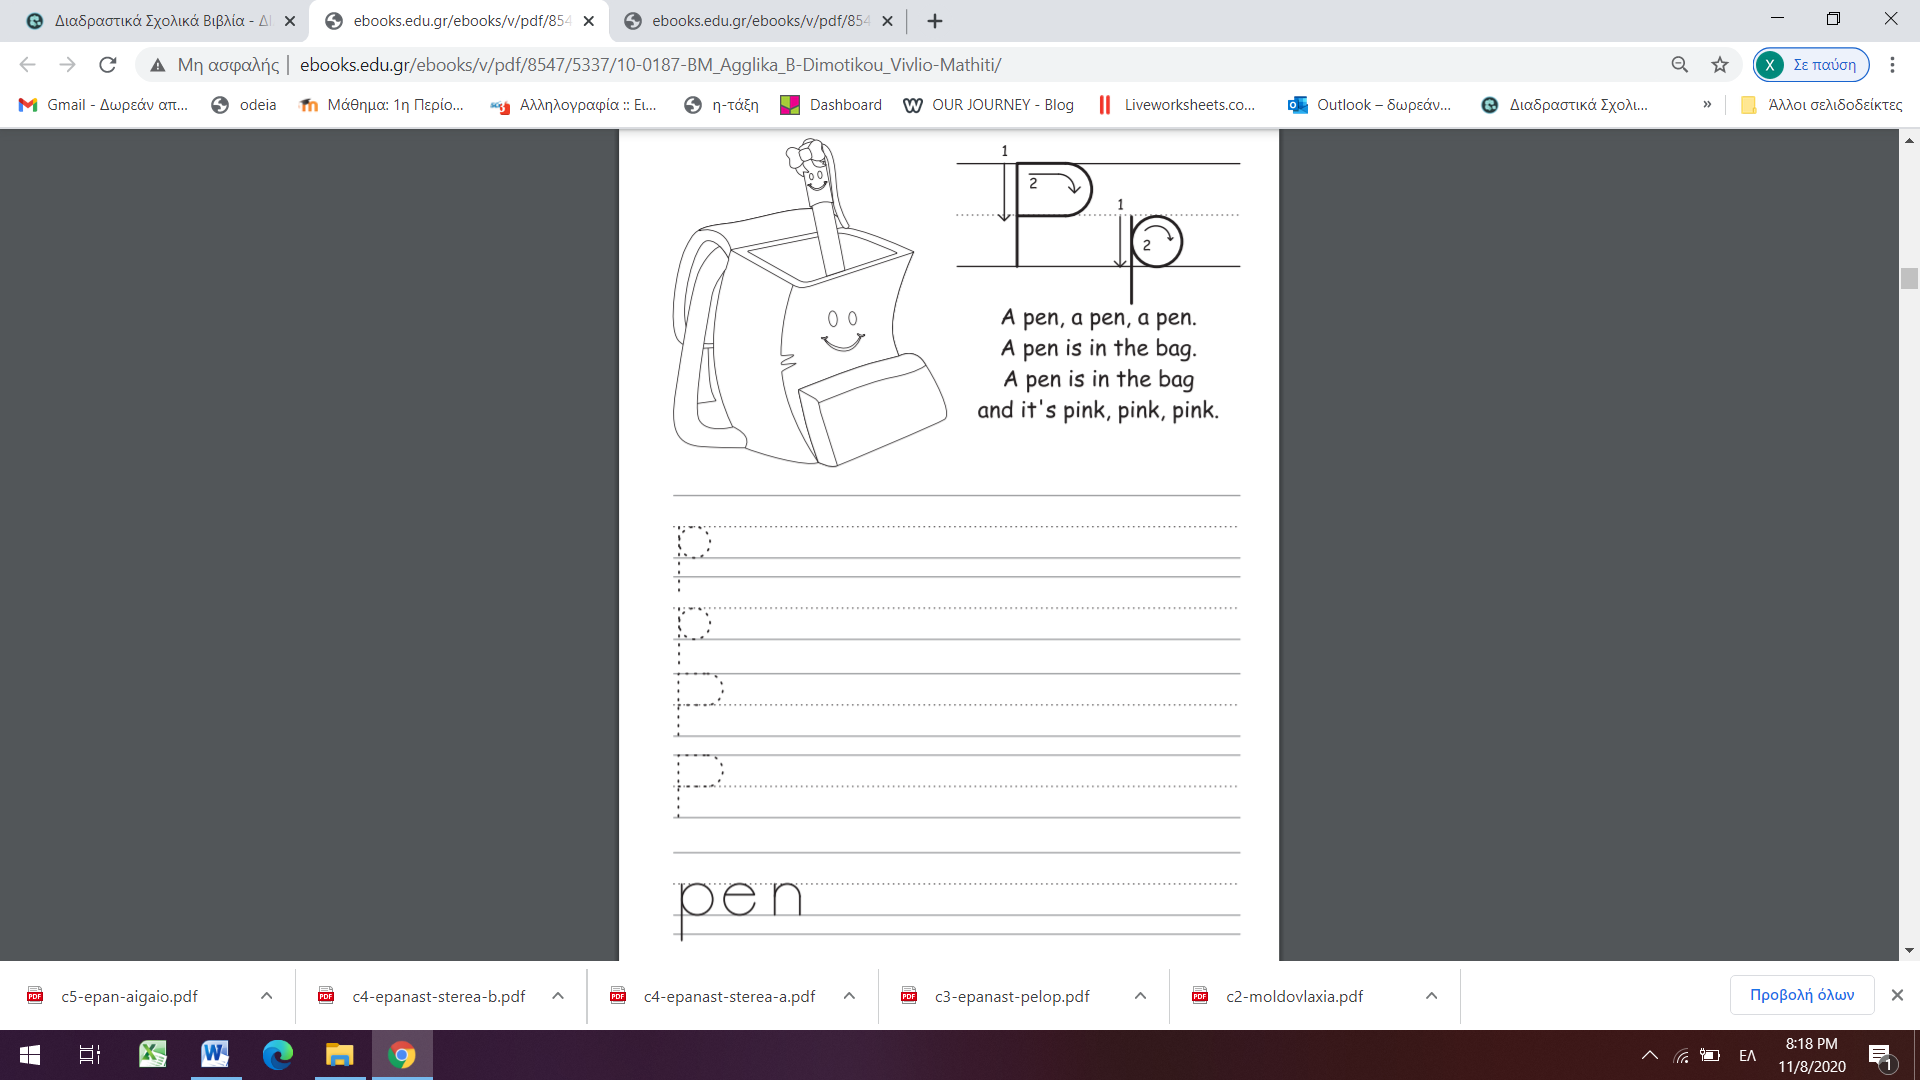 Διαδραστικά Σχολικά Βιβλία - ΔΙ
ebooks.edu.gr/ebooks/v/pdf/854
ebooks.edu.gr/ebooks/v/pdf/854
Μη ασφαλής | ebooks.edu.gr/ebooks/v/pdf/8547/5337/10-0187-BM_Agglika_B-Dimotikou_Vivlio-Mathiti/
X Σε παύση
Gmail - Δωρεάν απ...
odeia
Μάθημα: 1η Περίο...
Αλληλογραφία :: Ει...
η-τάξη
Dashboard
OUR JOURNEY - Blog
Liveworksheets.co...
Outlook – δωρεάν...
Διαδραστικά Σχολι...
»
Άλλοι σελιδοδείκτες
1 2 P
1 2 p
A pen, a pen, a pen.
A pen is in the bag.
A pen is in the bag
and it's pink, pink, pink.
p
p
P
P
pen
c5-epan-aigaio.pdf
c4-epanast-sterea-b.pdf
c4-epanast-sterea-a.pdf
c3-epanast-pelop.pdf
c2-moldovlaxia.pdf
Προβολή όλων
ΕΛ
8:18 PM
11/8/2020
1